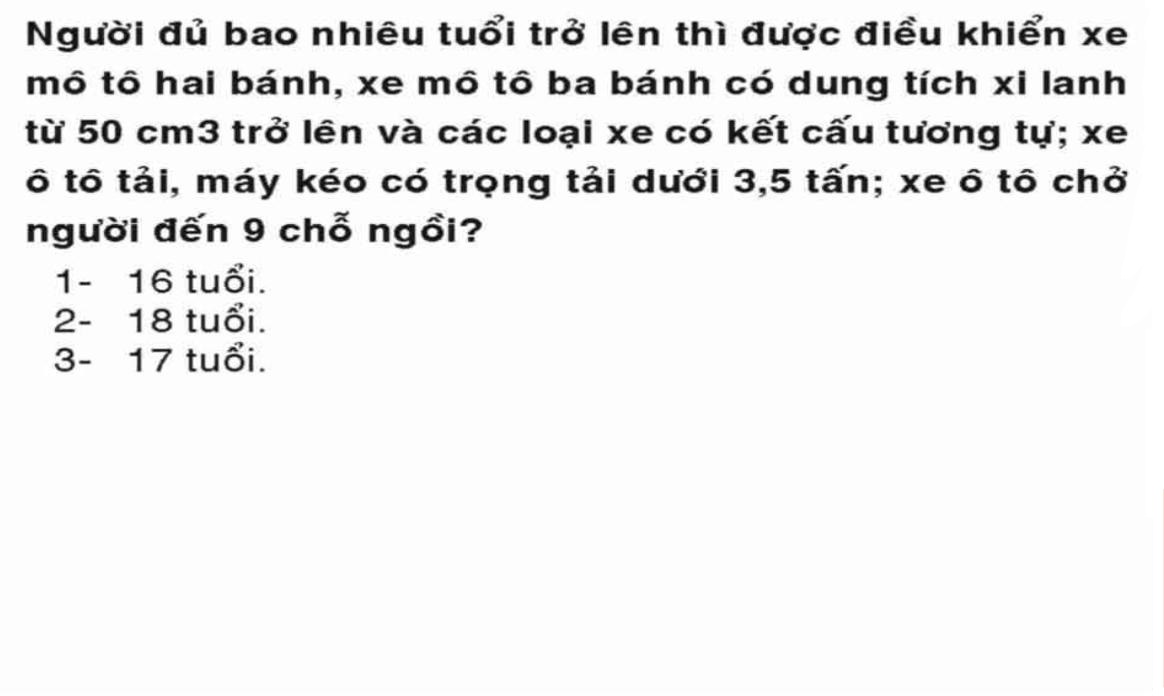 Người đủ bao nhiêu tuổi trở lên thì được điều khiển xe
mô tô hai bánh, xe mô tô ba bánh có dung tích xi lanh
từ 50 cm3 trở lên và các loại xe có kết cấu tương tự; xe
ô tô tải, máy kéo có trọng tải dưới 3,5 tấn; xe ô tô chở
người đến 9 chỗ ngồi?
1- 16 tuổi.
2- 18 tuổi.
3- 17 tuổi.